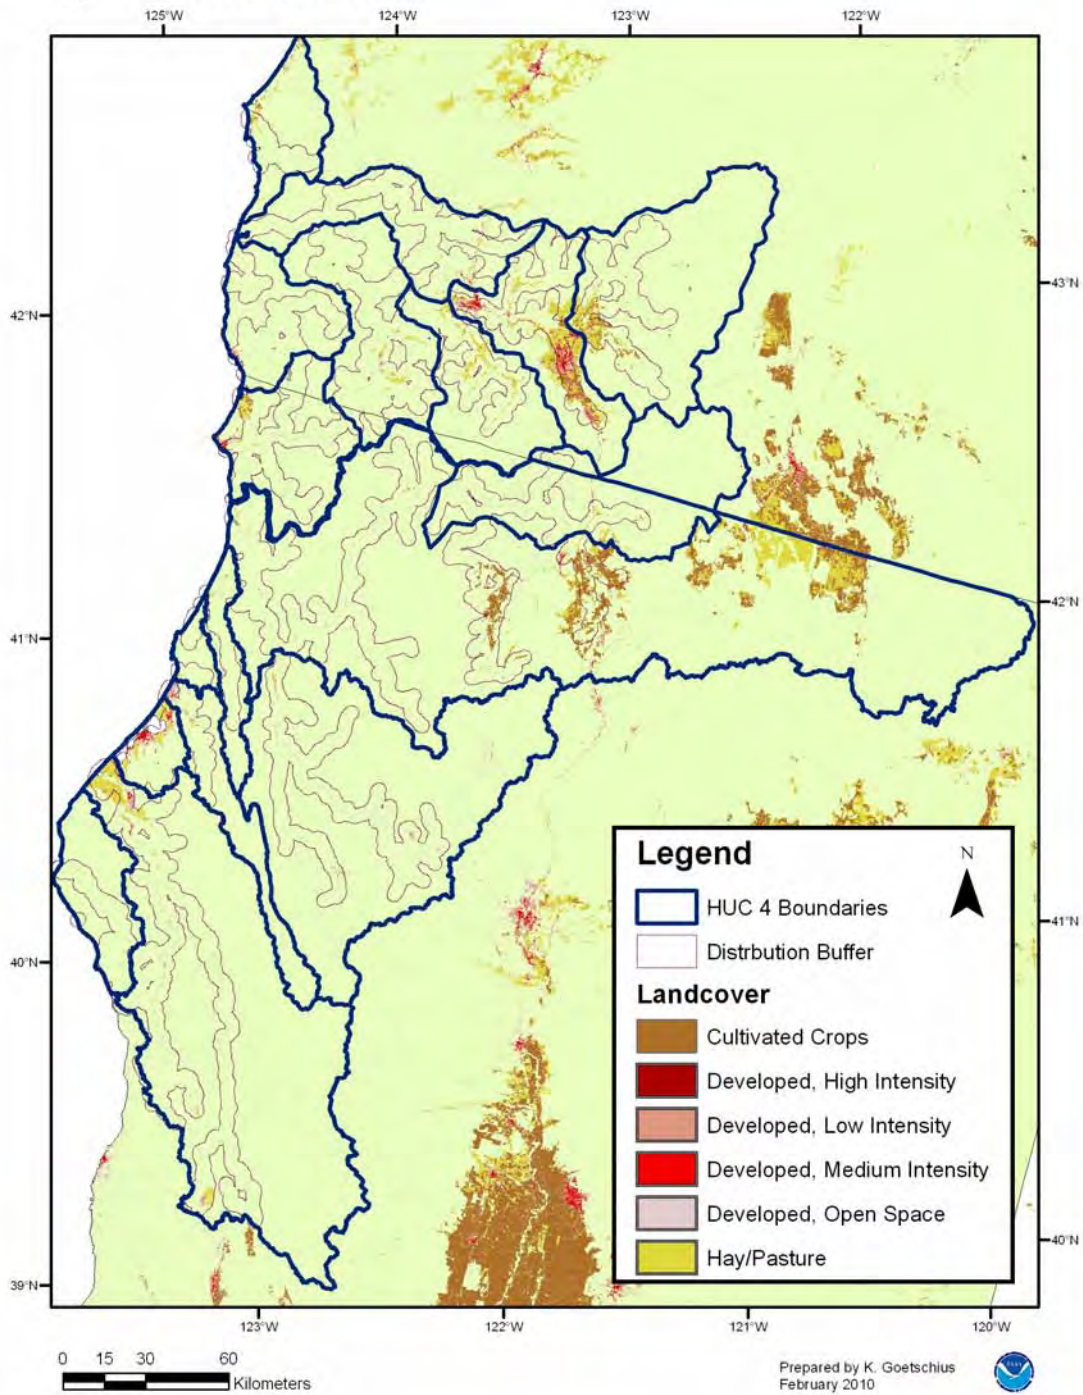 125°W 124°W 123°W 122°W
43°N
42°N
42°N
41°N
41°N
40°N
40°N
39°N
Legend
N
HUC 4 Boundaries
Distrbution Buffer
Landcover
Cultivated Crops
Developed, High Intensity
Developed, Low Intensity
Developed, Medium Intensity
Developed, Open Space
Hay/Pasture
123°W 122°W 121°W 120°W
0 15 30 60
Kilometers
Prepared by K. Goetschius
February 2010